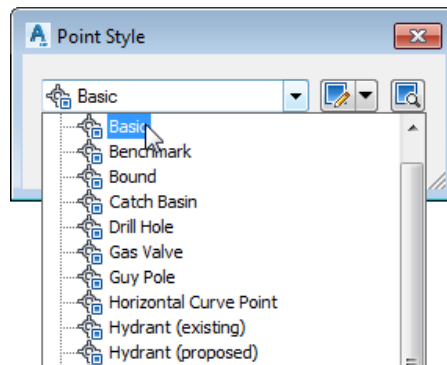 Point Style
Basic
Basic
Benchmark
Bound
Catch Basin
Drill Hole
Gas Valve
Guy Pole
Horizontal Curve Point
Hydrant (existing)
Hydrant (proposed)